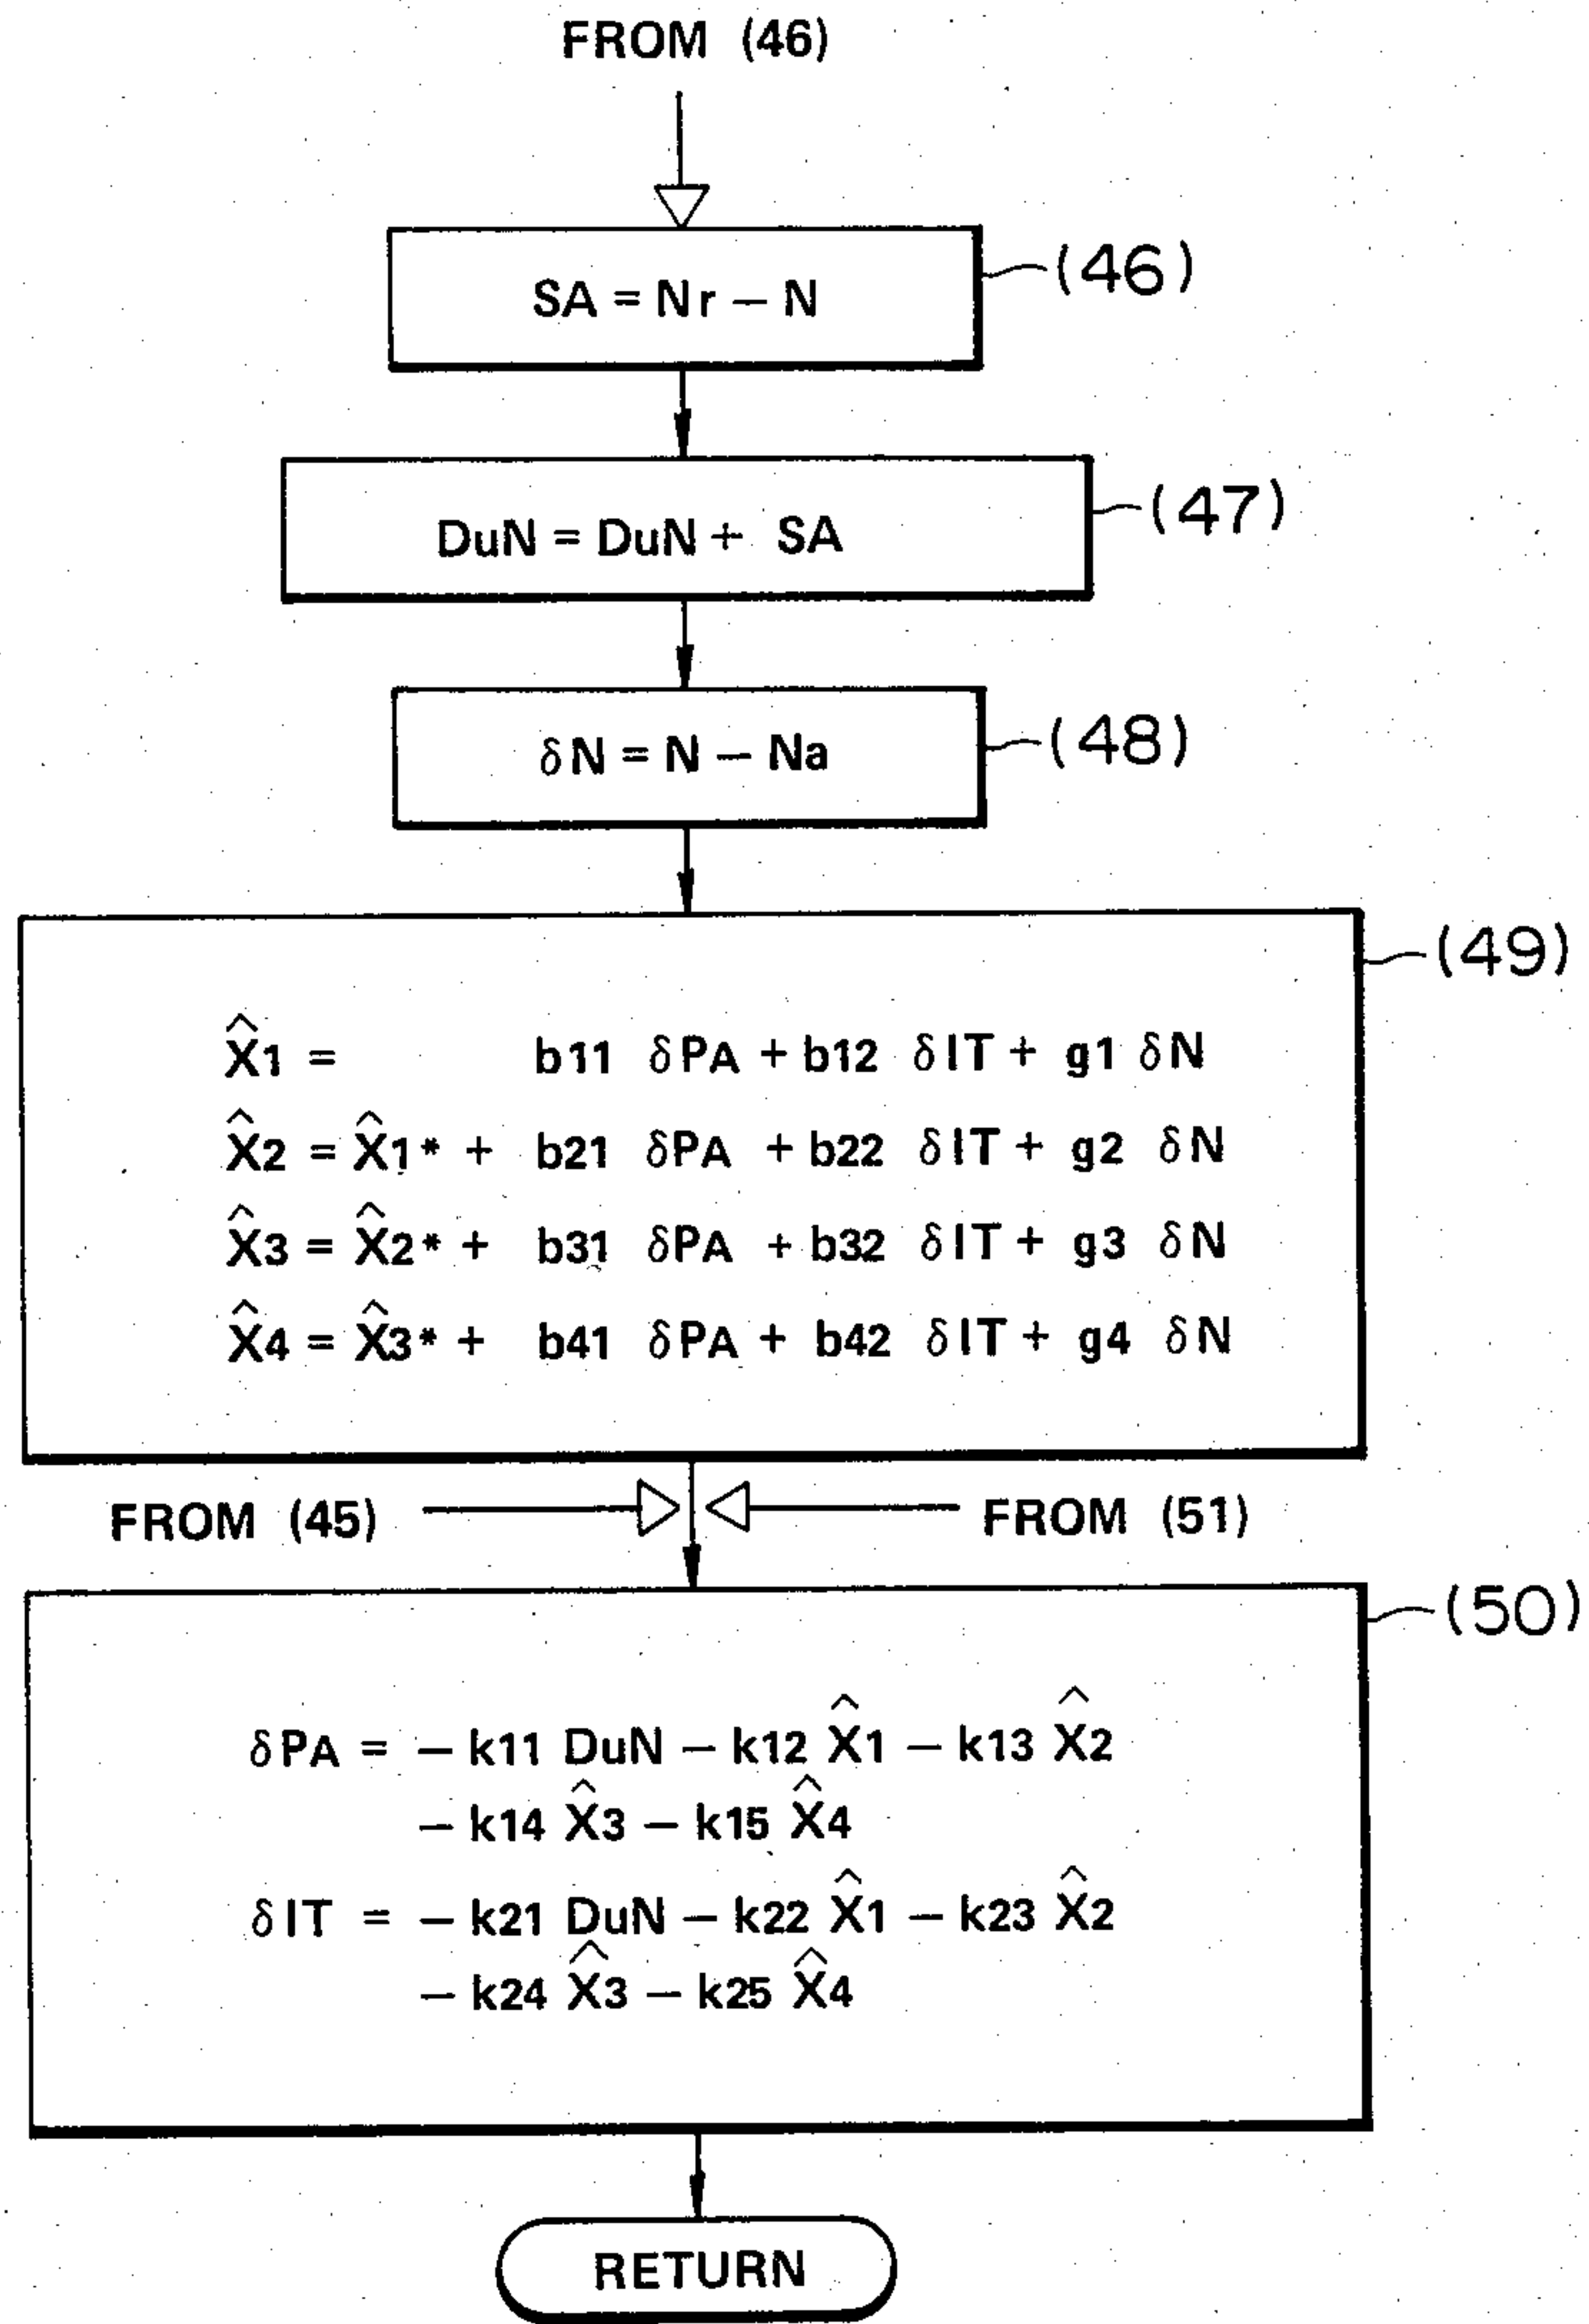 FROM (46)
SA = Nr – N
(46)
DuN = DuN + SA
(47)
δN = N – Na
(48)
(49)
X̂1 = b11 δPA + b12 δIT + g1 δN
X̂2 = X̂1* + b21 δPA + b22 δIT + g2 δN
X̂3 = X̂2* + b31 δPA + b32 δIT + g3 δN
X̂4 = X̂3* + b41 δPA + b42 δIT + g4 δN
FROM (45)
FROM (51)
(50)
δPA = – k11 DuN – k12 X̂1 – k13 X̂2
– k14 X̂3 – k15 X̂4
δIT = – k21 DuN – k22 X̂1 – k23 X̂2
– k24 X̂3 – k25 X̂4
RETURN